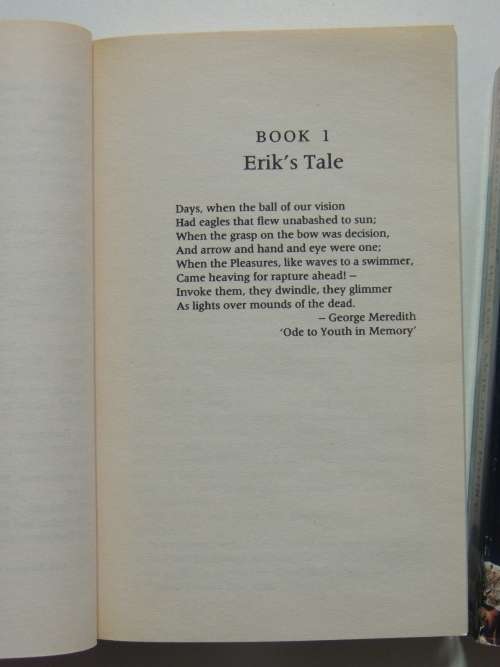 BOOK 1
Erik's Tale
Days, when the ball of our vision
Had eagles that flew unabashed to sun;
When the grasp on the bow was decision,
And arrow and hand and eye were one;
When the Pleasures, like waves to a swimmer,
Came heaving for rapture ahead! –
Invoke them, they dwindle, they glimmer
As lights over mounds of the dead.
– George Meredith
'Ode to Youth in Memory'